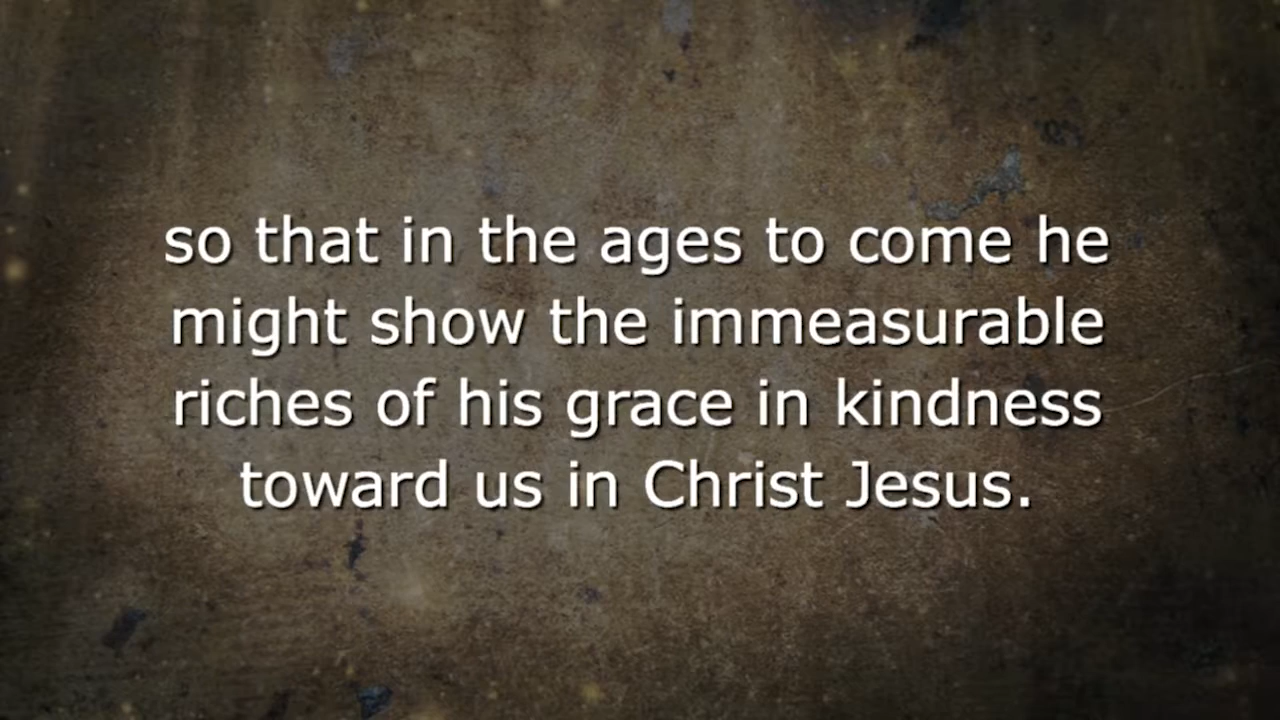 so that in the ages to come he
might show the immeasurable
riches of his grace in kindness
toward us in Christ Jesus.